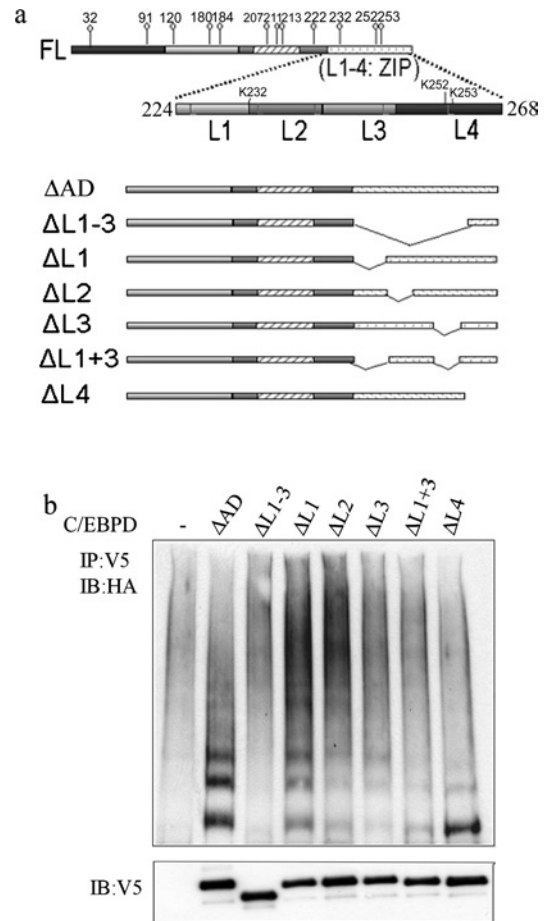 a
32 91 120 180 184 207 211 213 222 232 252 253
FL
(L1-4: ZIP)
224 K232 K252 K253 268
L1 L2 L3 L4
ΔAD
ΔL1-3
ΔL1
ΔL2
ΔL3
ΔL1+3
ΔL4
b
C/EBPD - ΔAD ΔL1-3 ΔL1 ΔL2 ΔL3 ΔL1+3 ΔL4
IP:V5
IB:HA
IB:V5